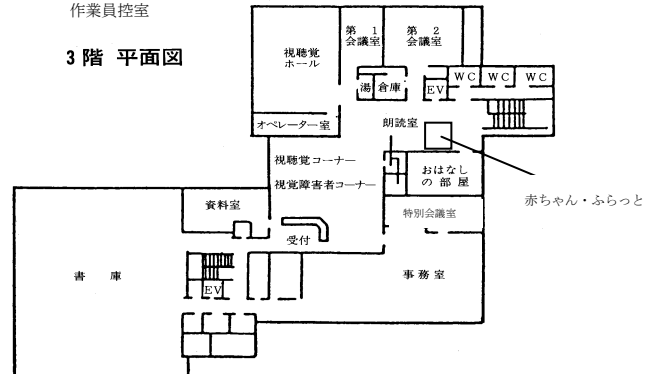 作業員控室
3階 平面図
視聴覚
ホール
第1
会議室
第2
会議室
湯
倉庫
EV
WC
WC
WC
オペレーター室
朗読室
視聴覚コーナー
視覚障害者コーナー
おはなし
の部屋
赤ちゃん・ふらっと
資料室
特別会議室
受付
書庫
EV
事務室